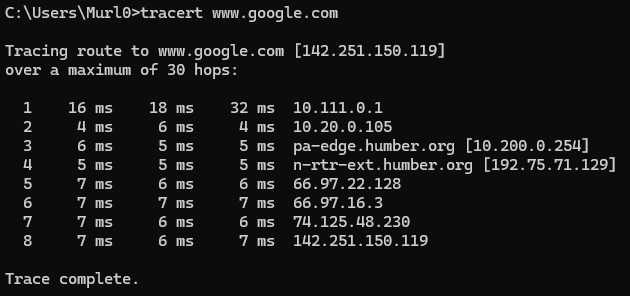 C:\Users\Murl0>tracert www.google.com
Tracing route to www.google.com [142.251.150.119]
over a maximum of 30 hops:
1 16 ms 18 ms 32 ms 10.111.0.1
2 4 ms 6 ms 4 ms 10.20.0.105
3 6 ms 5 ms 5 ms pa-edge.humber.org [10.200.0.254]
4 5 ms 5 ms 5 ms n-rtr-ext.humber.org [192.75.71.129]
5 7 ms 6 ms 6 ms 66.97.22.128
6 7 ms 7 ms 7 ms 66.97.16.3
7 7 ms 6 ms 6 ms 74.125.48.230
8 7 ms 6 ms 7 ms 142.251.150.119
Trace complete.